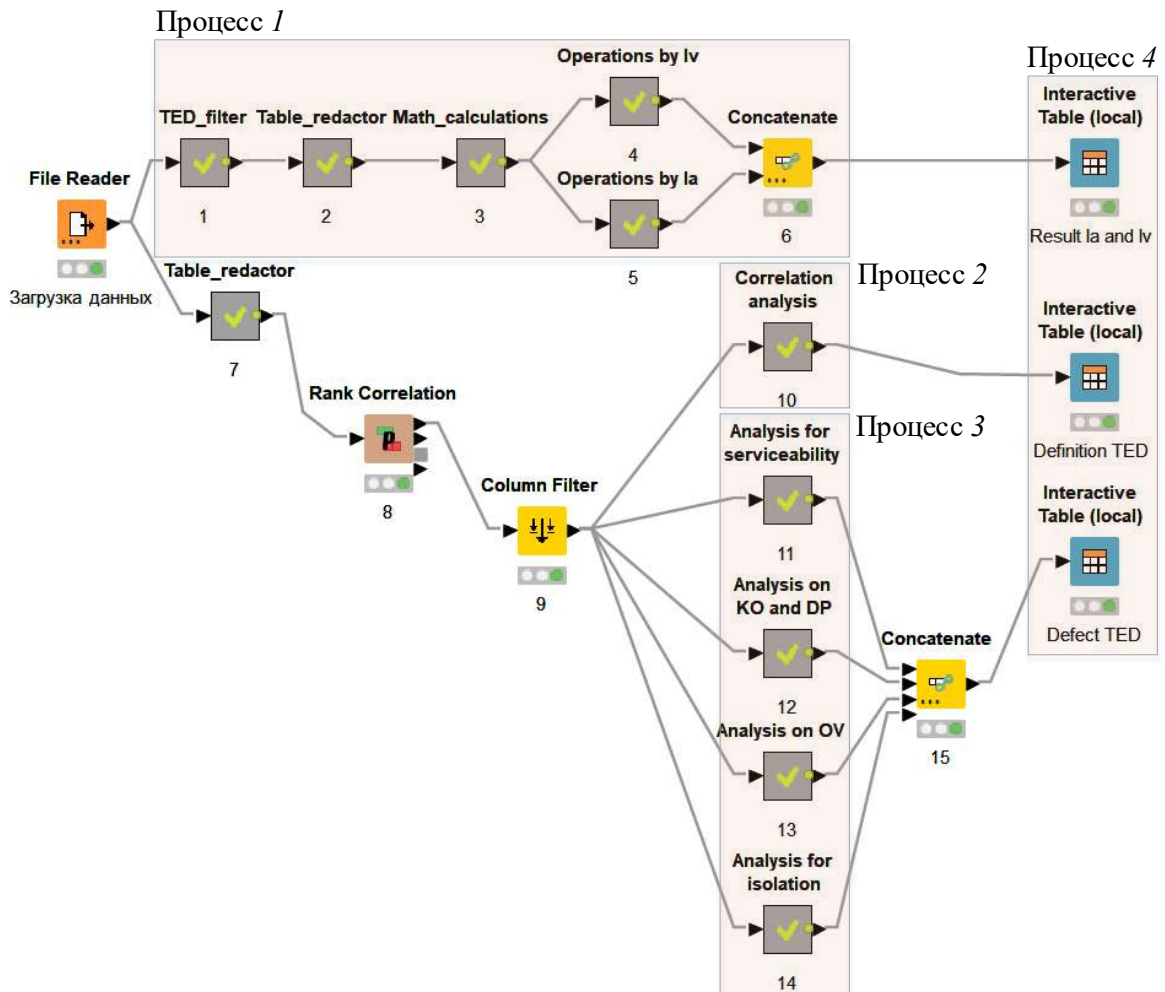 Процесс 1
Процесс 4
Operations by Iv
Interactive
Table (local)
TED_filter
Table_redactor
Math_calculations
Concatenate
4
File Reader
Operations by Ia
1
2
3
6
Result Ia and Iv
Загрузка данных
Table_redactor
5
Correlation
analysis
Процесс 2
Interactive
Table (local)
7
Rank Correlation
10
Процесс 3
Analysis for
serviceability
Definition TED
Column Filter
Interactive
Table (local)
8
11
Analysis on
KO and DP
9
Defect TED
Concatenate
12
Analysis on OV
15
13
Analysis for
isolation
14